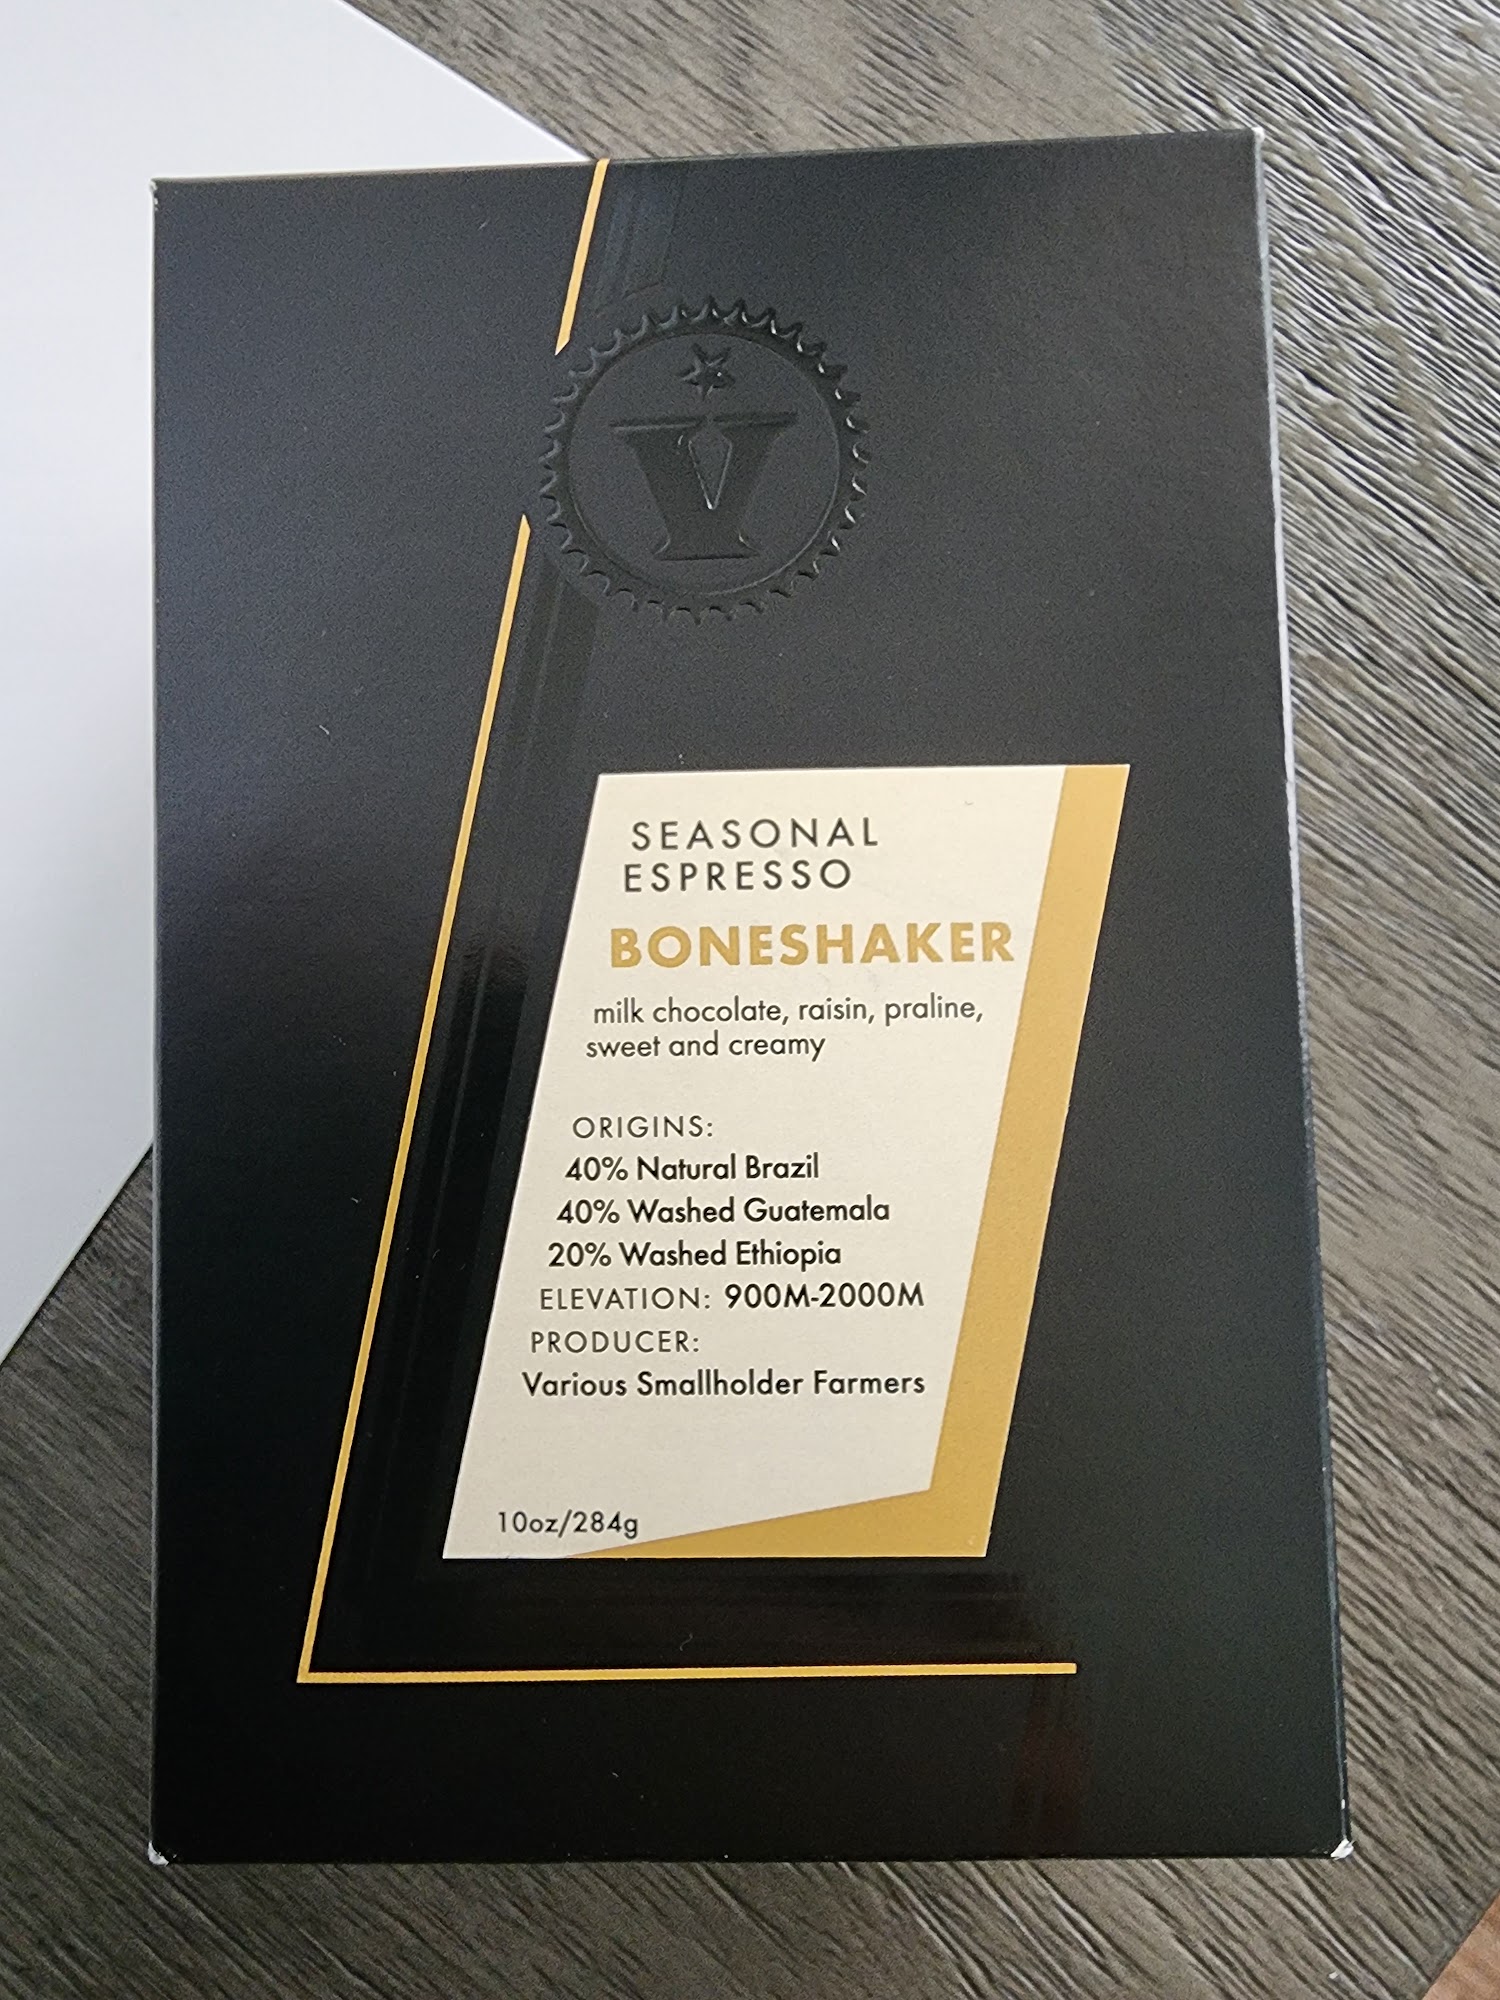 V
SEASONAL
ESPRESSO
BONESHAKER
milk chocolate, raisin, praline,
sweet and creamy
ORIGINS:
40% Natural Brazil
40% Washed Guatemala
20% Washed Ethiopia
ELEVATION: 900M-2000M
PRODUCER:
Various Smallholder Farmers
10oz/284g